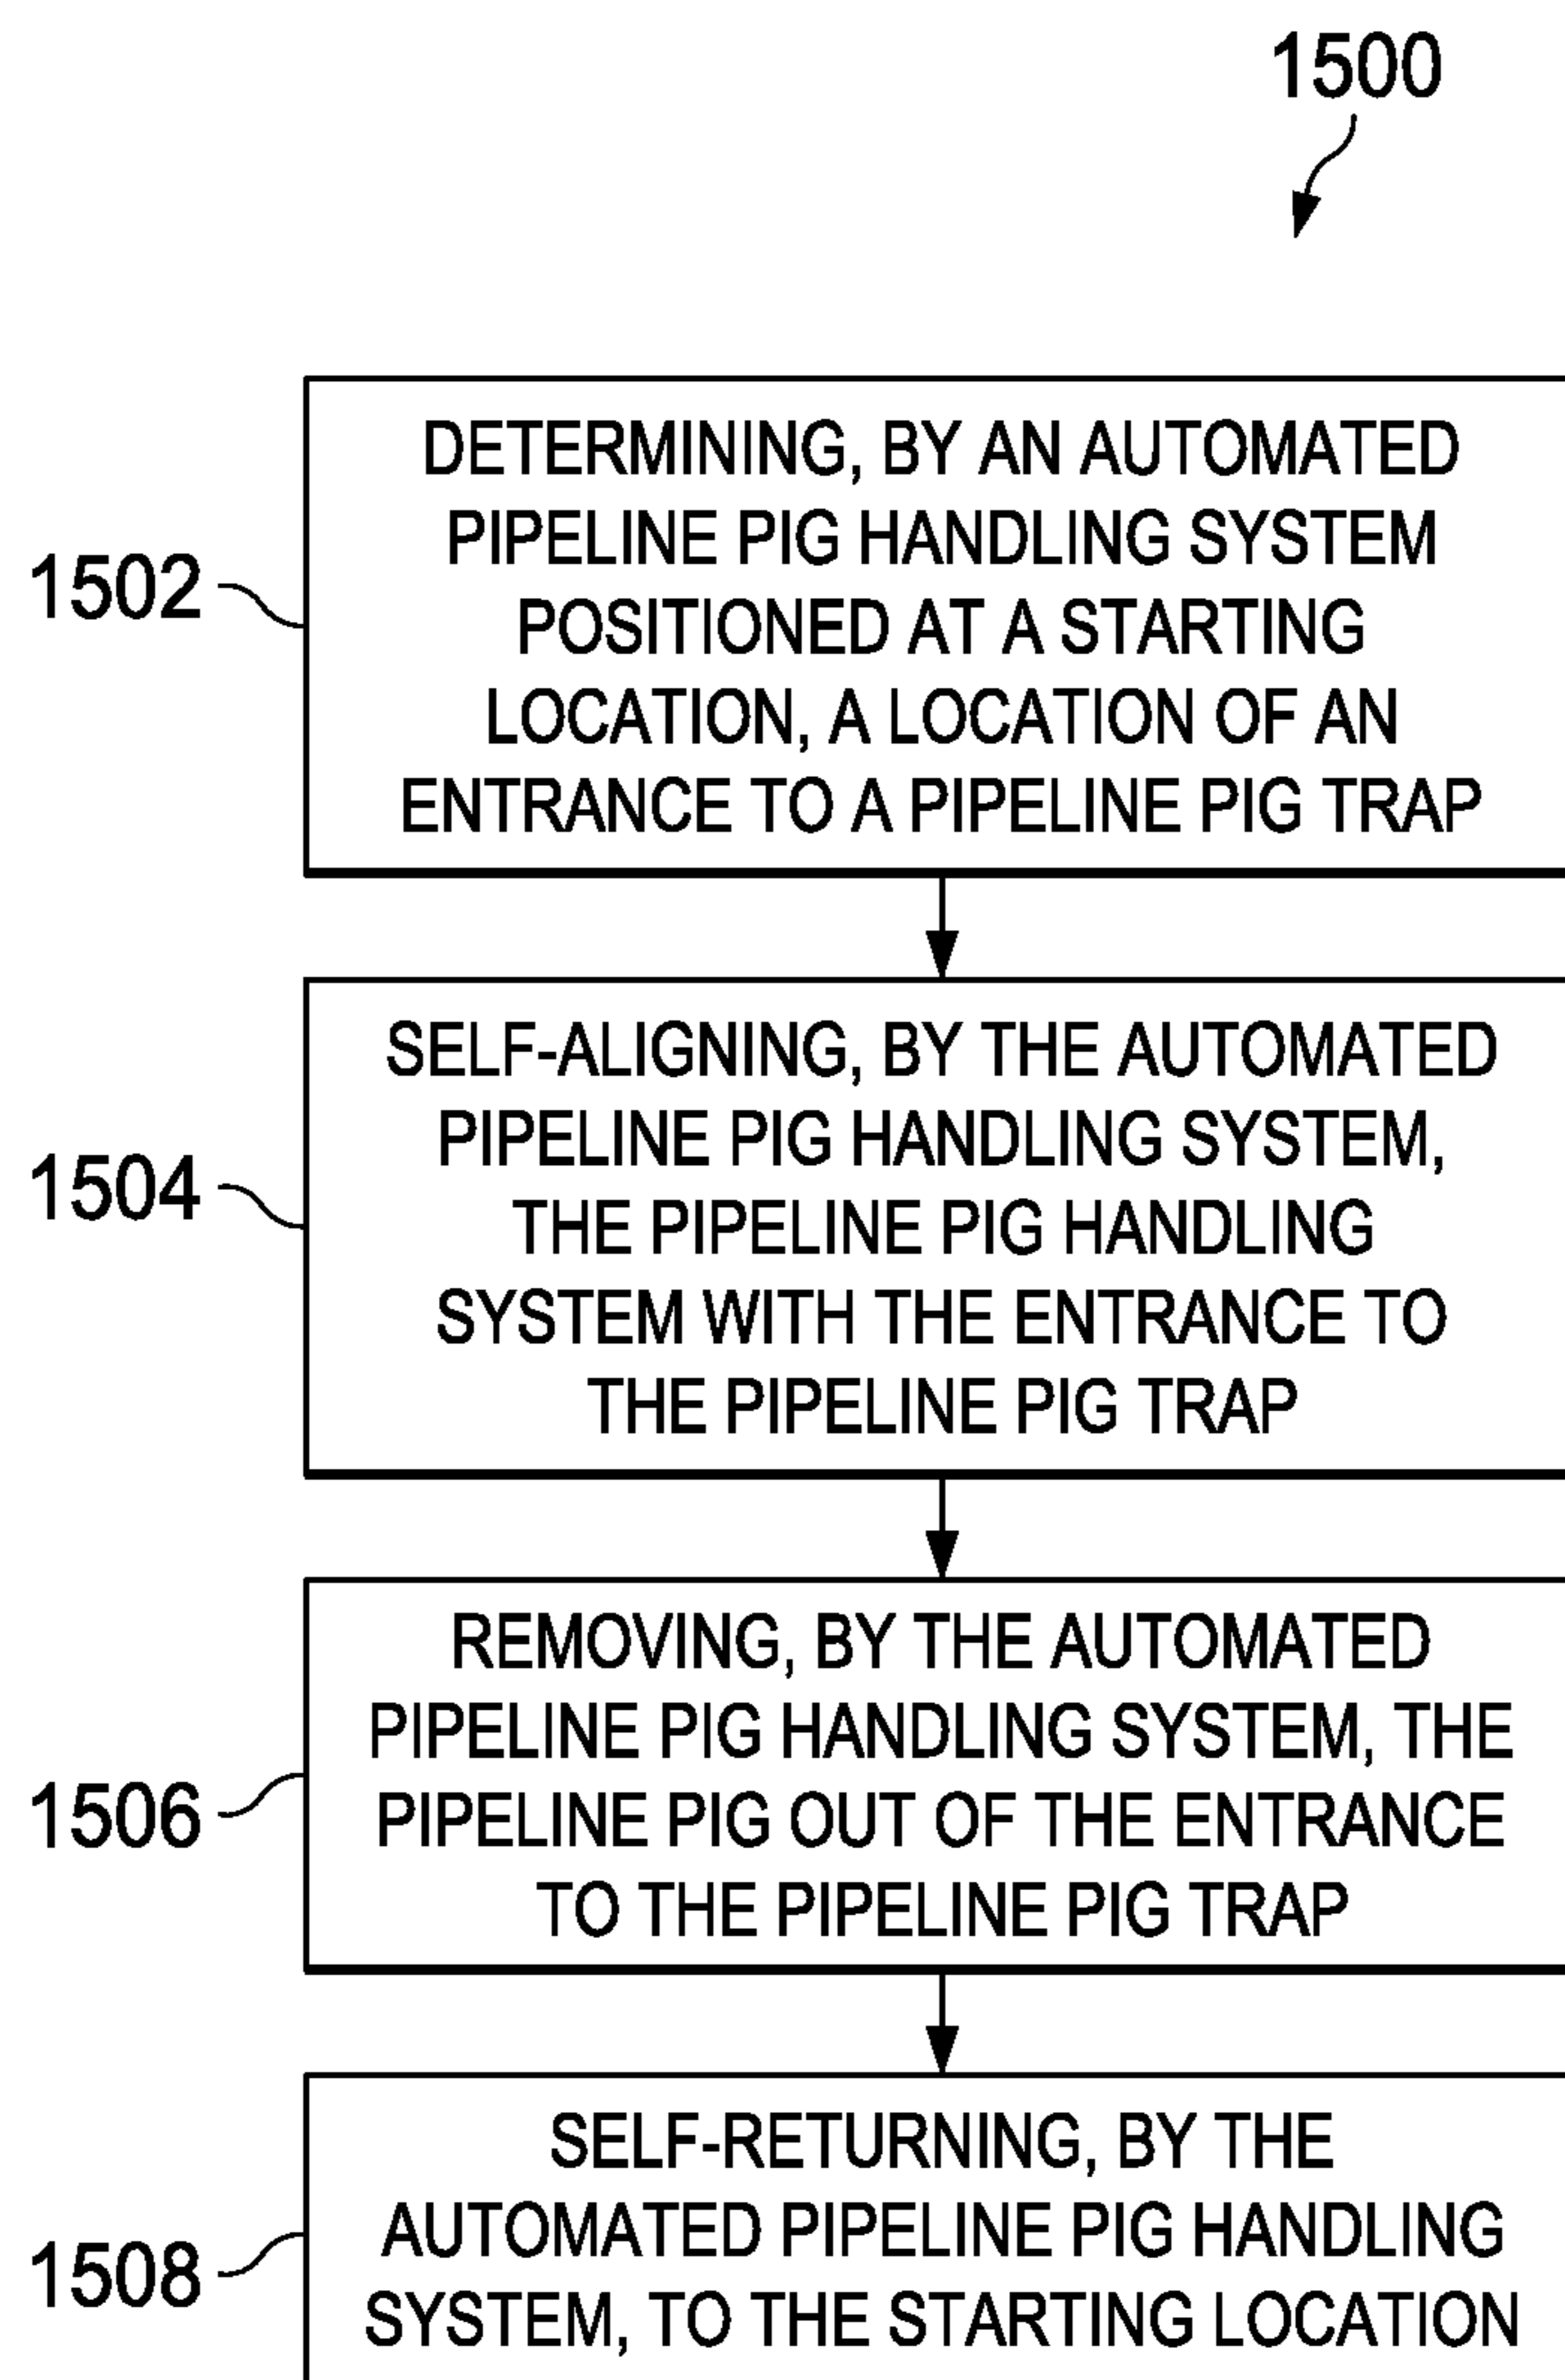 1500
1502
DETERMINING, BY AN AUTOMATED
PIPELINE PIG HANDLING SYSTEM
POSITIONED AT A STARTING
LOCATION, A LOCATION OF AN
ENTRANCE TO A PIPELINE PIG TRAP
1504
SELF-ALIGNING, BY THE AUTOMATED
PIPELINE PIG HANDLING SYSTEM,
THE PIPELINE PIG HANDLING
SYSTEM WITH THE ENTRANCE TO
THE PIPELINE PIG TRAP
1506
REMOVING, BY THE AUTOMATED
PIPELINE PIG HANDLING SYSTEM, THE
PIPELINE PIG OUT OF THE ENTRANCE
TO THE PIPELINE PIG TRAP
1508
SELF-RETURNING, BY THE
AUTOMATED PIPELINE PIG HANDLING
SYSTEM, TO THE STARTING LOCATION